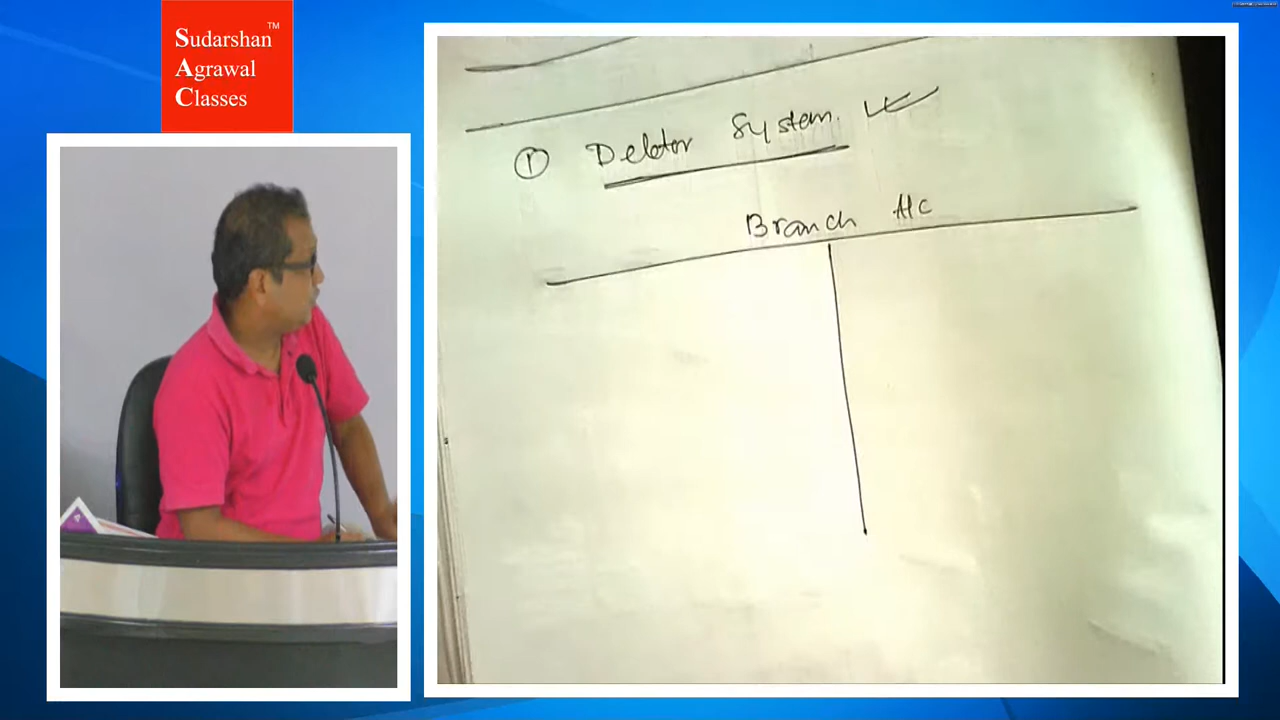 Sudarshan™
Agrawal
Classes
① Debtor System.
Branch A/c